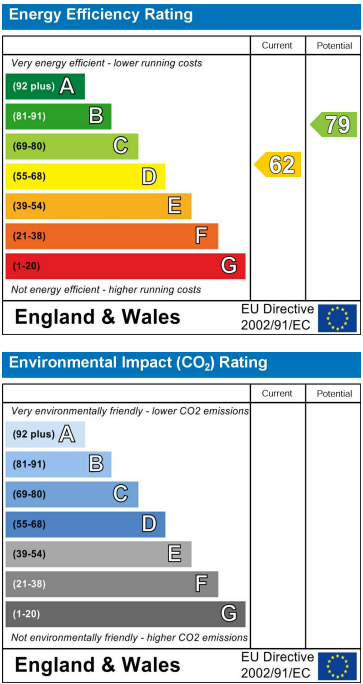 Energy Efficiency Rating
Current Potential
Very energy efficient - lower running costs
(92 plus) A
(81-91) B
(69-80) C
(55-68) D
(39-54) E
(21-38) F
(1-20) G
62
79
Not energy efficient - higher running costs
England & Wales
EU Directive
2002/91/EC
Environmental Impact (CO₂) Rating
Current Potential
Very environmentally friendly - lower CO2 emissions
(92 plus) A
(81-91) B
(69-80) C
(55-68) D
(39-54) E
(21-38) F
(1-20) G
Not environmentally friendly - higher CO2 emissions
England & Wales
EU Directive
2002/91/EC